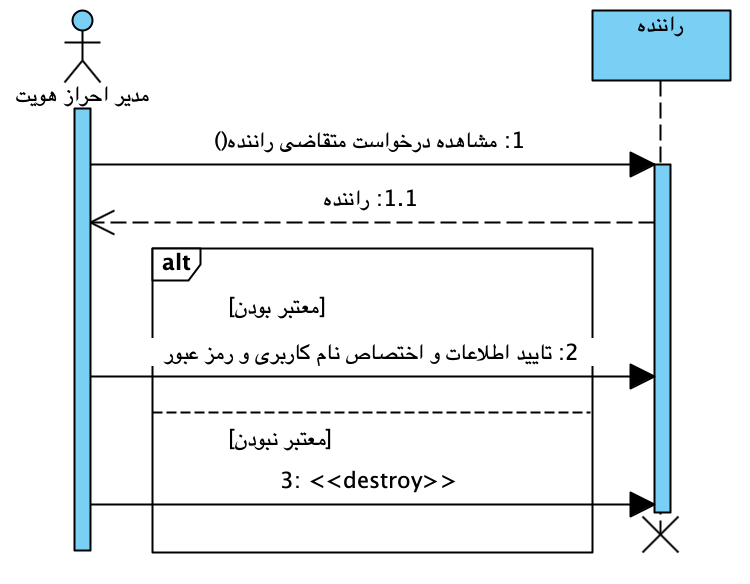 راننده
مدیر احراز هویت
1: مشاهده درخواست متقاضی راننده()
1.1: راننده
alt
[معتبر بودن]
2: تایید اطلاعات و اختصاص نام کاربری و رمز عبور
[معتبر نبودن]
3: <<destroy>>